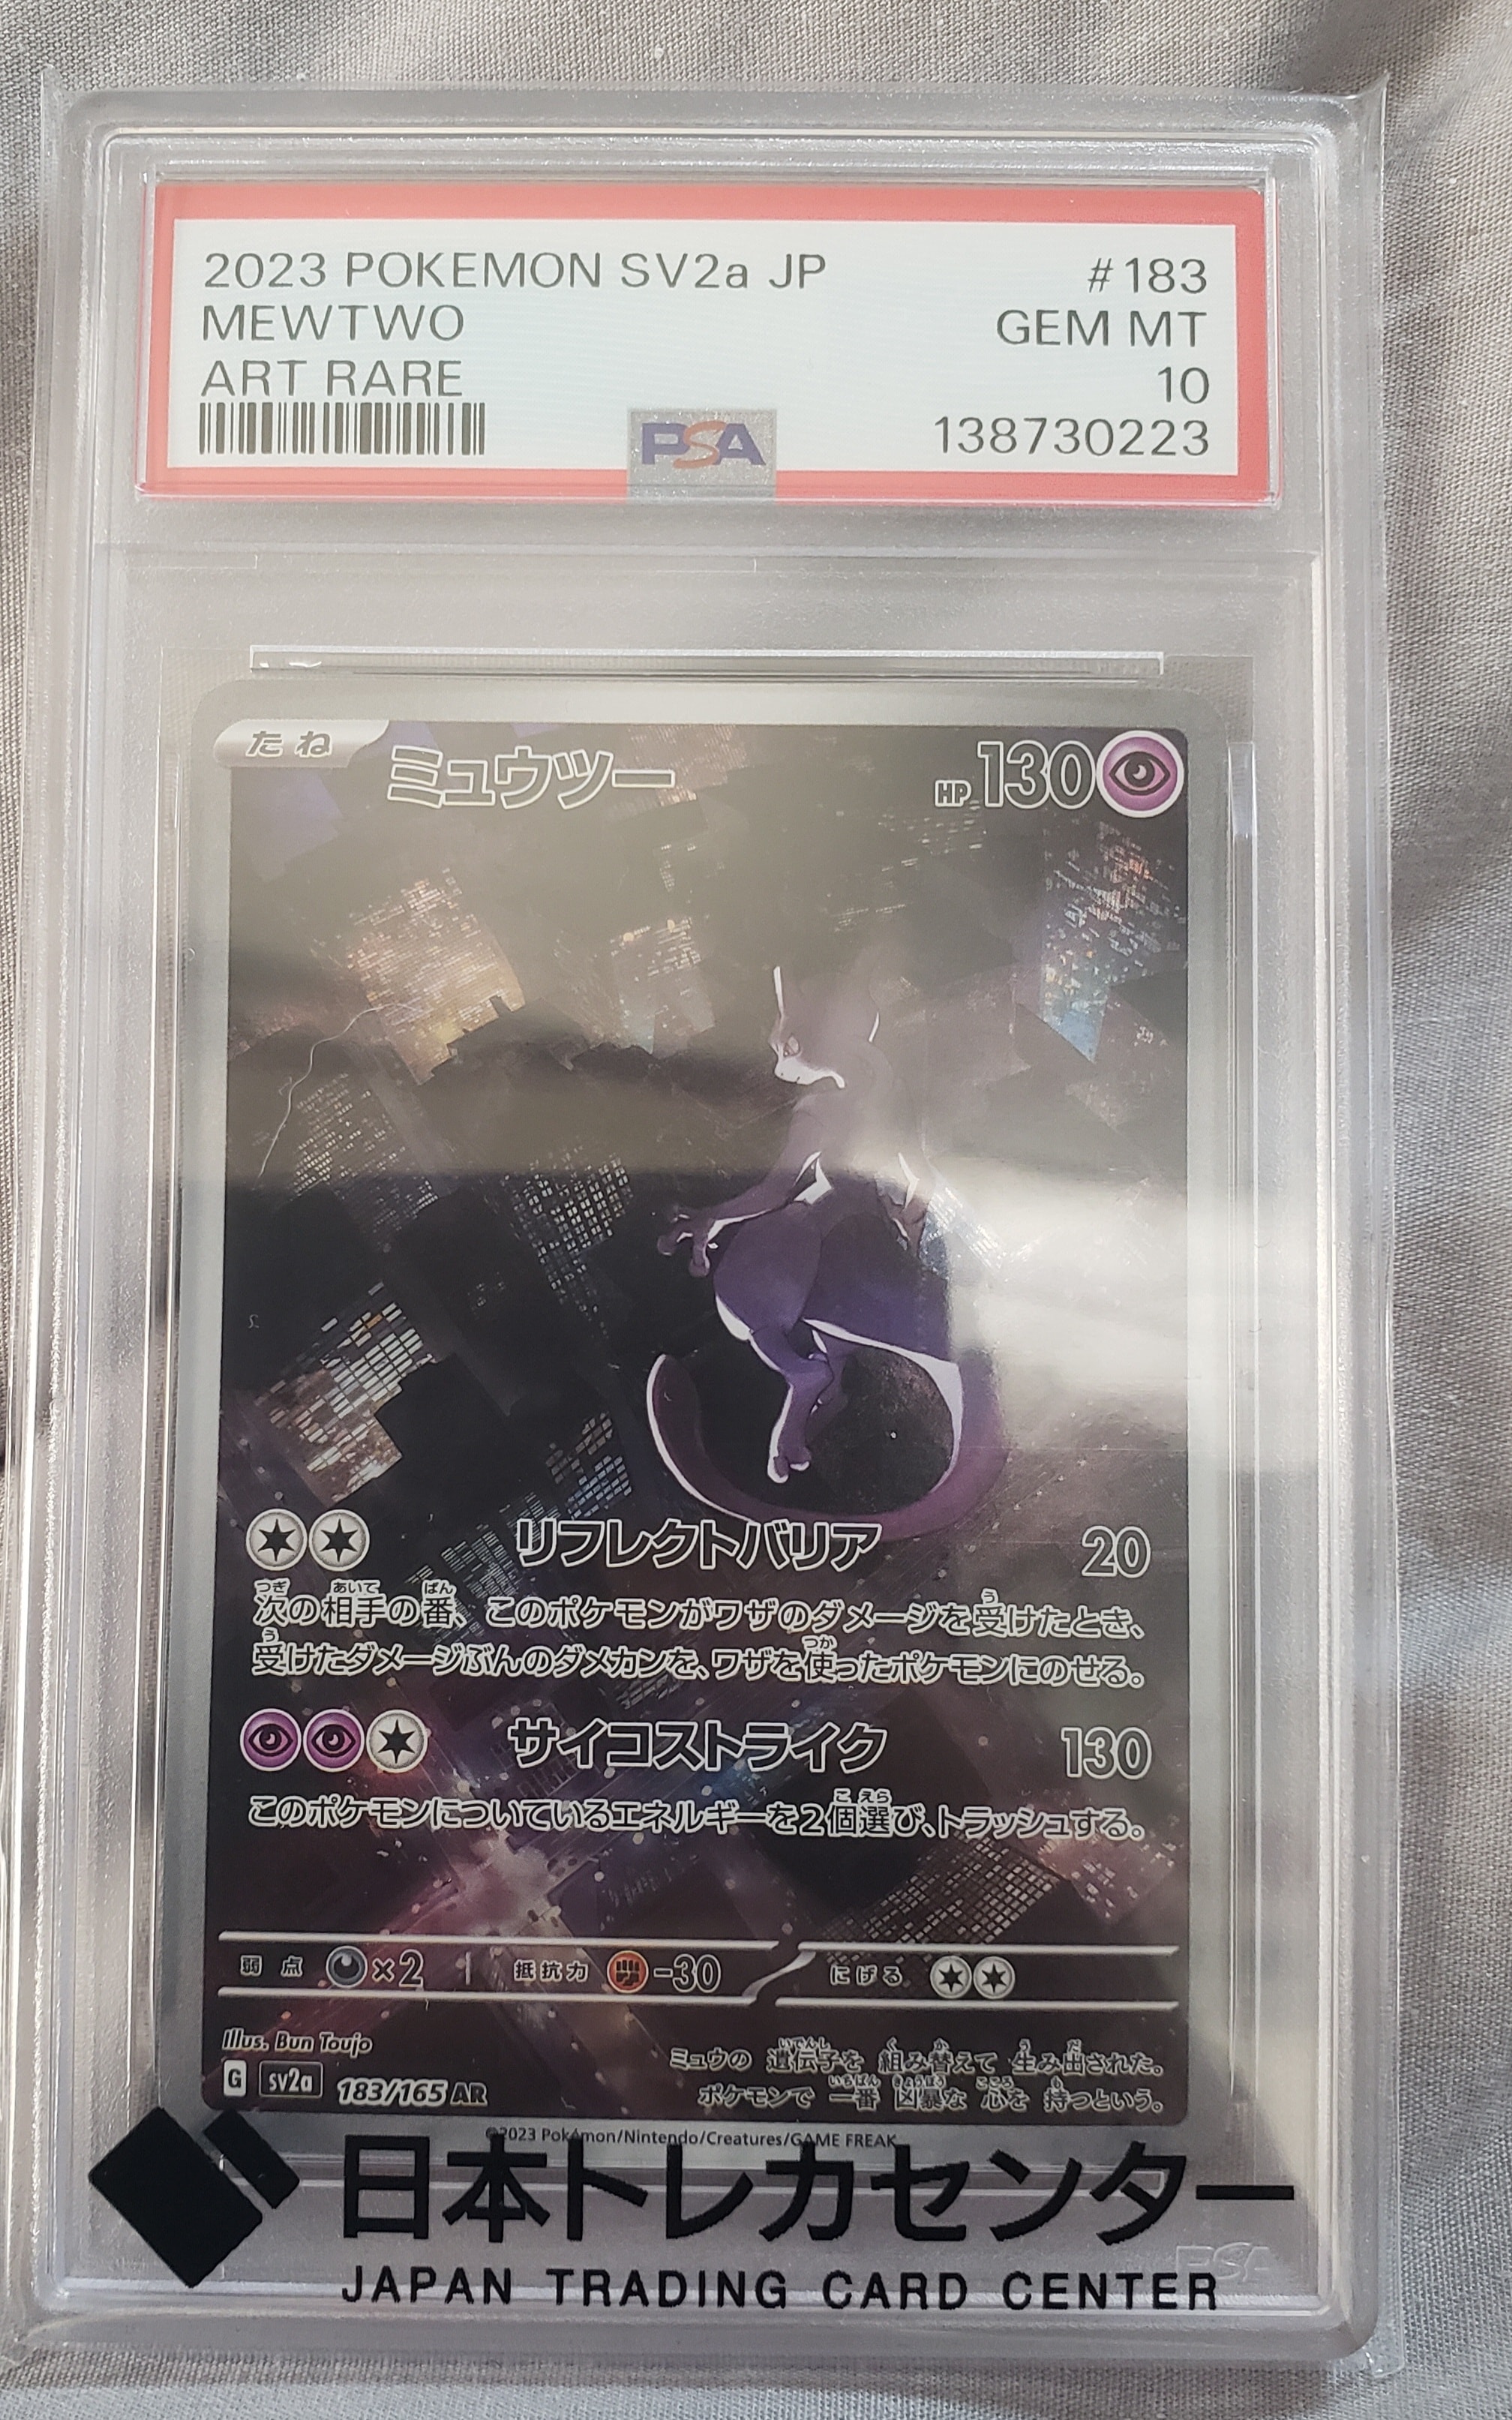 2023 POKEMON SV2a JP #183
MEWTWO GEM MT
ART RARE 10
PSA 138730223
たね ミュウツー HP130
リフレクトバリア 20
次の相手の番、このポケモンがワザのダメージを受けたとき、
受けたダメージぶんのダメカンを、ワザを使ったポケモンにのせる。
サイコストライク 130
このポケモンについているエネルギーを2個選び、トラッシュする。
弱点 ×2 抵抗力 -30 にげる
Illus. Bun Toujo
ミュウの 遺伝子を 組み替えて 生み出された。
G sv2a 183/165 AR
ポケモンで 一番 凶暴な 心を 持つという。
©2023 Pokémon/Nintendo/Creatures/GAME FREAK
日本トレカセンター
PSA
JAPAN TRADING CARD CENTER